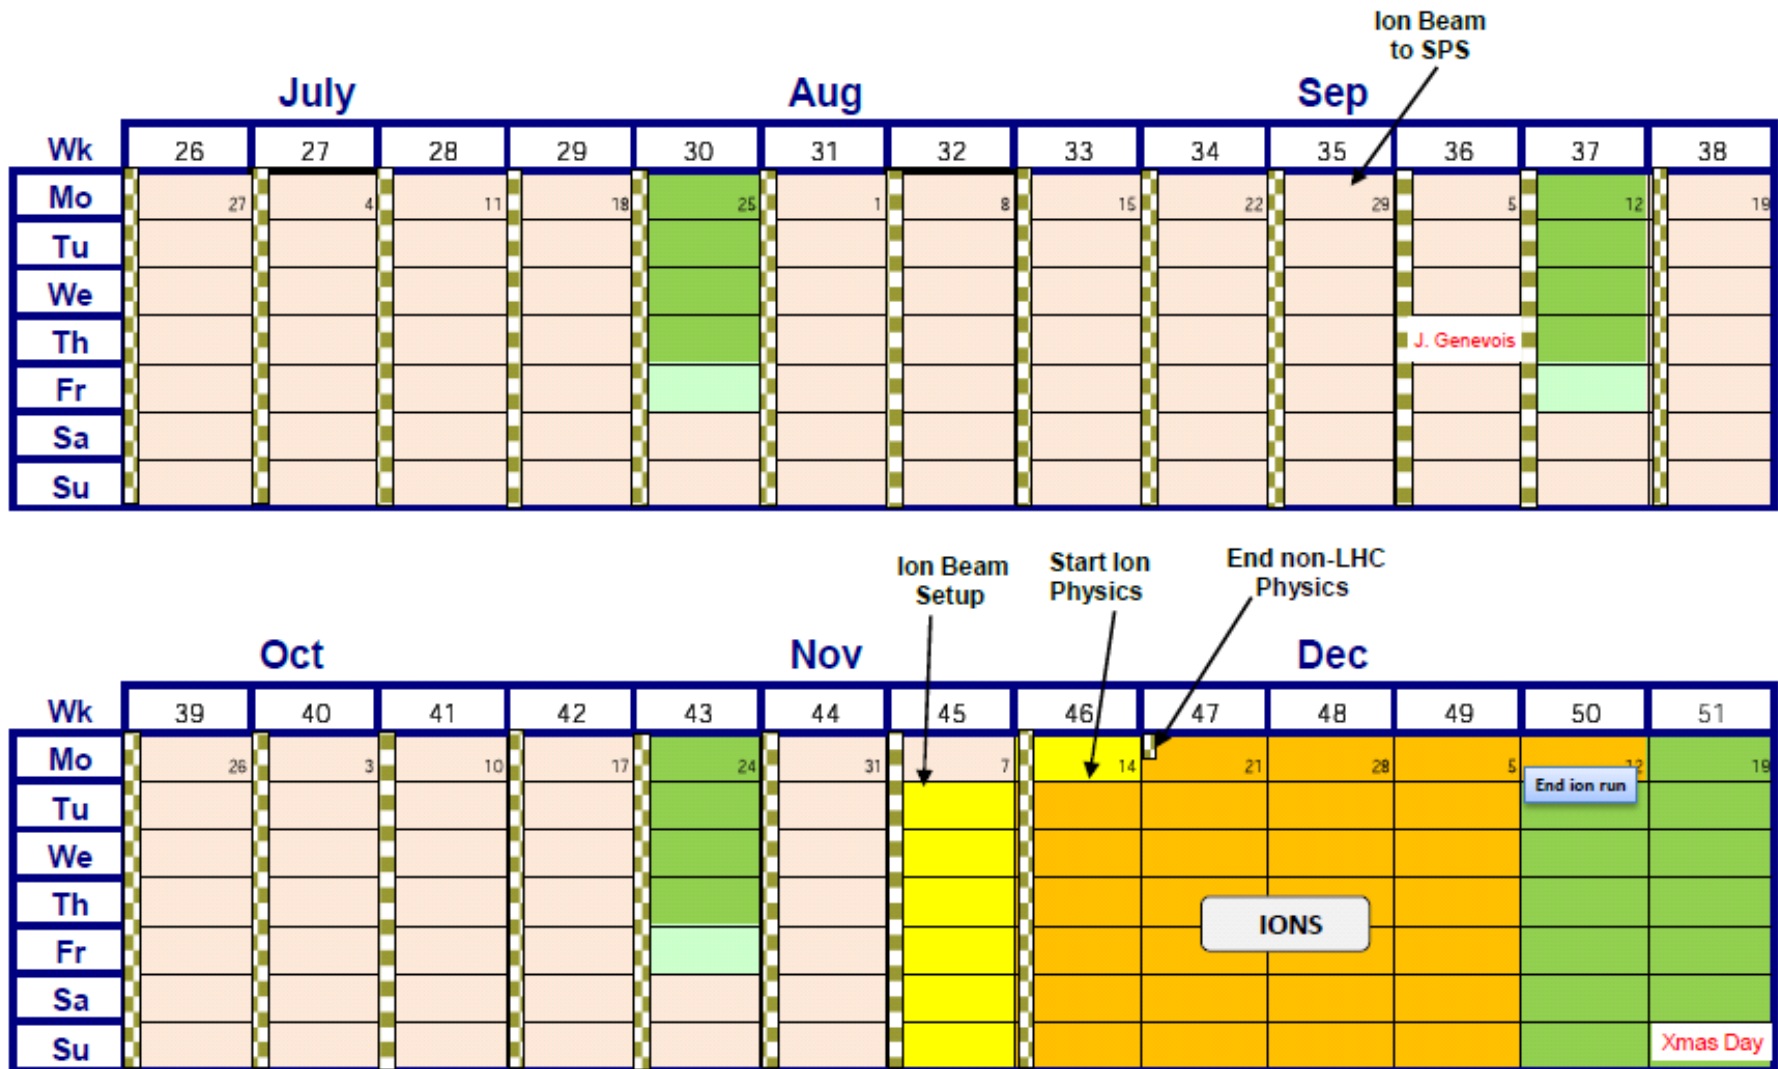 Ion Beam
to SPS
July Aug Sep
Wk 26 27 28 29 30 31 32 33 34 35 36 37 38
Mo 27 4 11 18 25 1 8 15 22 29 5 12 19
Tu
We
Th J. Genevois
Fr
Sa
Su
Ion Beam
Setup
Start Ion
Physics
End non-LHC
Physics
Oct Nov Dec
Wk 39 40 41 42 43 44 45 46 47 48 49 50 51
Mo 26 3 10 17 24 31 7 14 21 28 5 12 19
End ion run
Tu
We
Th
IONS
Fr
Sa
Su Xmas Day